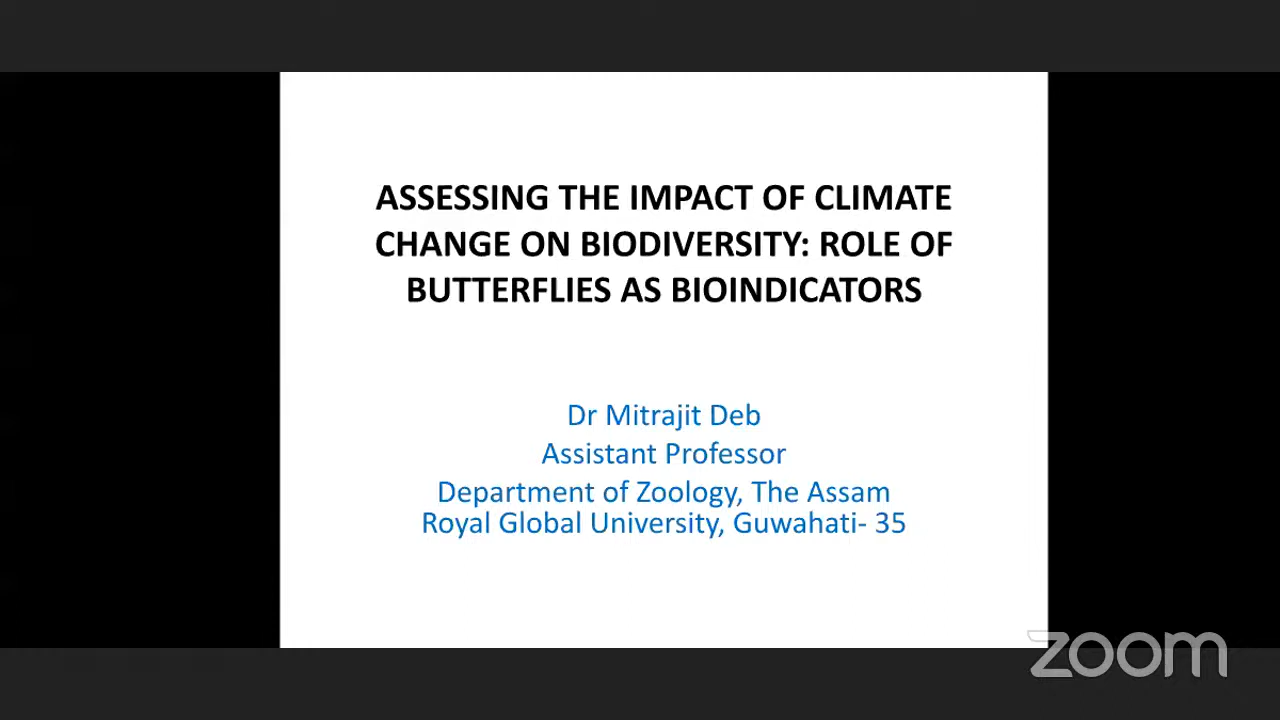 ASSESSING THE IMPACT OF CLIMATE
CHANGE ON BIODIVERSITY: ROLE OF
BUTTERFLIES AS BIOINDICATORS
Dr Mitrajit Deb
Assistant Professor
Department of Zoology, The Assam
Royal Global University, Guwahati- 35
zoom